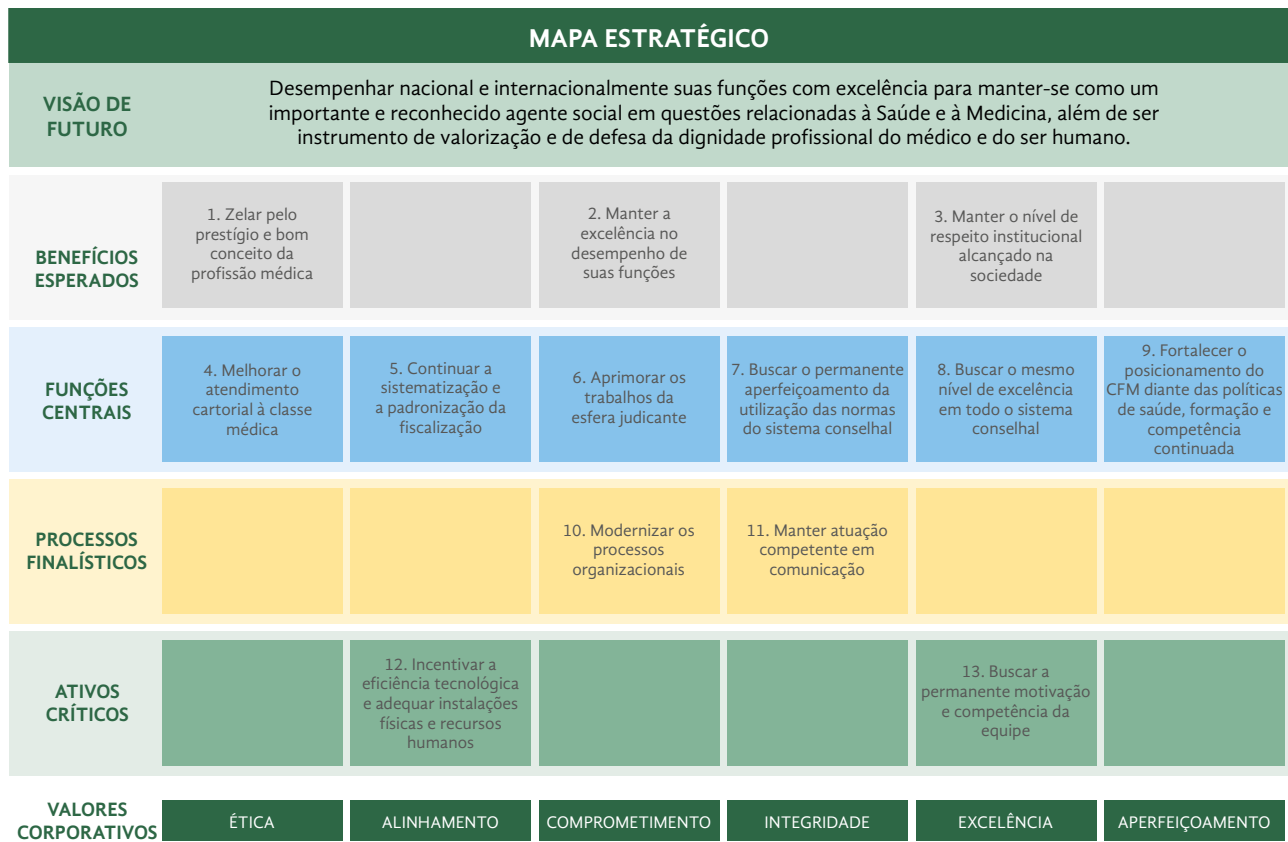 MAPA ESTRATÉGICO
VISÃO DE
FUTURO
Desempenhar nacional e internacionalmente suas funções com excelência para manter-se como um
importante e reconhecido agente social em questões relacionadas à Saúde e à Medicina, além de ser
instrumento de valorização e de defesa da dignidade profissional do médico e do ser humano.
BENEFÍCIOS
ESPERADOS
1. Zelar pelo
prestígio e bom
conceito da
profissão médica
2. Manter a
excelência no
desempenho de
suas funções
3. Manter o nível de
respeito institucional
alcançado na
sociedade
FUNÇÕES
CENTRAIS
4. Melhorar o
atendimento
cartorial à classe
médica
5. Continuar a
sistematização e
a padronização da
fiscalização
6. Aprimorar os
trabalhos da
esfera judicante
7. Buscar o permanente
aperfeiçoamento da
utilização das normas
do sistema conselhal
8. Buscar o mesmo
nível de excelência
em todo o sistema
conselhal
9. Fortalecer o
posicionamento do
CFM diante das políticas
de saúde, formação e
competência
continuada
PROCESSOS
FINALÍSTICOS
10. Modernizar os
processos
organizacionais
11. Manter atuação
competente em
comunicação
ATIVOS
CRÍTICOS
12. Incentivar a
eficiência tecnológica
e adequar instalações
físicas e recursos
humanos
13. Buscar a
permanente motivação
e competência da
equipe
VALORES
CORPORATIVOS
ÉTICA
ALINHAMENTO
COMPROMETIMENTO
INTEGRIDADE
EXCELÊNCIA
APERFEIÇOAMENTO